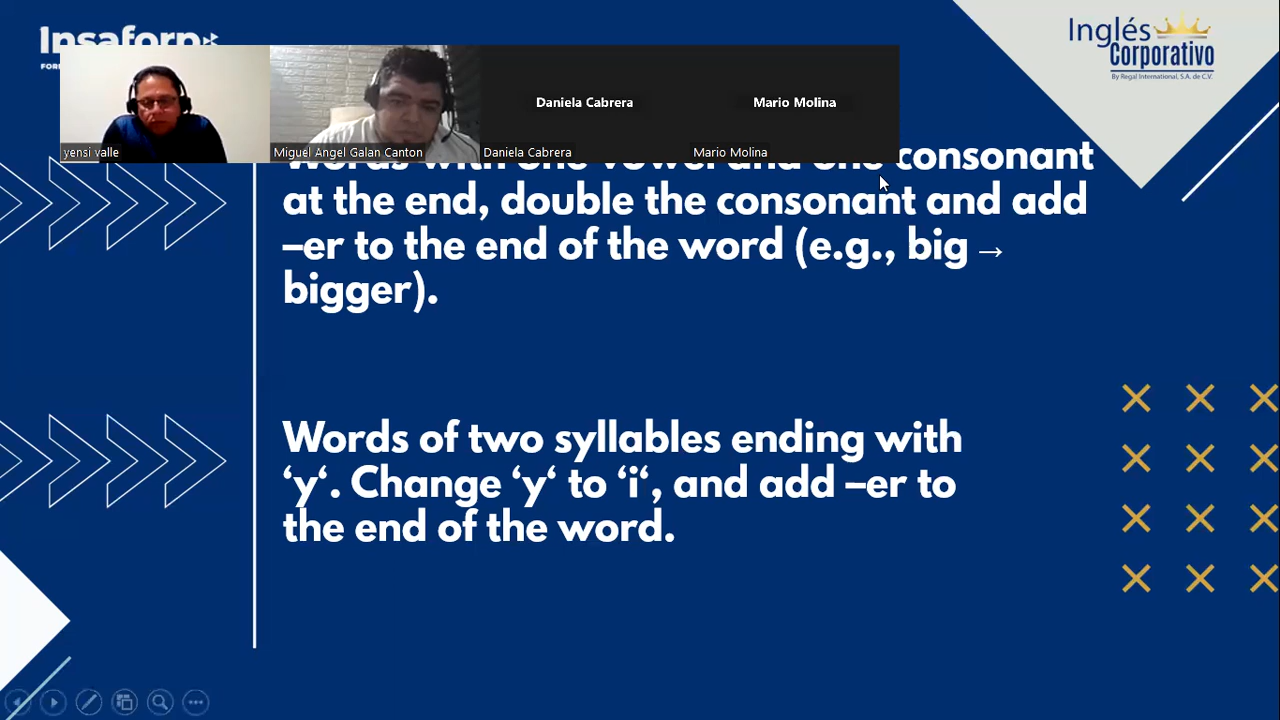 Insaforp
Inglés
Corporativo
By Regal International, S.A. de C.V.
Daniela Cabrera
Mario Molina
yensi valle
Miguel Angel Galan Canton
Daniela Cabrera
Mario Molina
Words with one vowel and one consonant
at the end, double the consonant and add
–er to the end of the word (e.g., big →
bigger).
Words of two syllables ending with
‘y‘. Change ‘y‘ to ‘i‘, and add –er to
the end of the word.